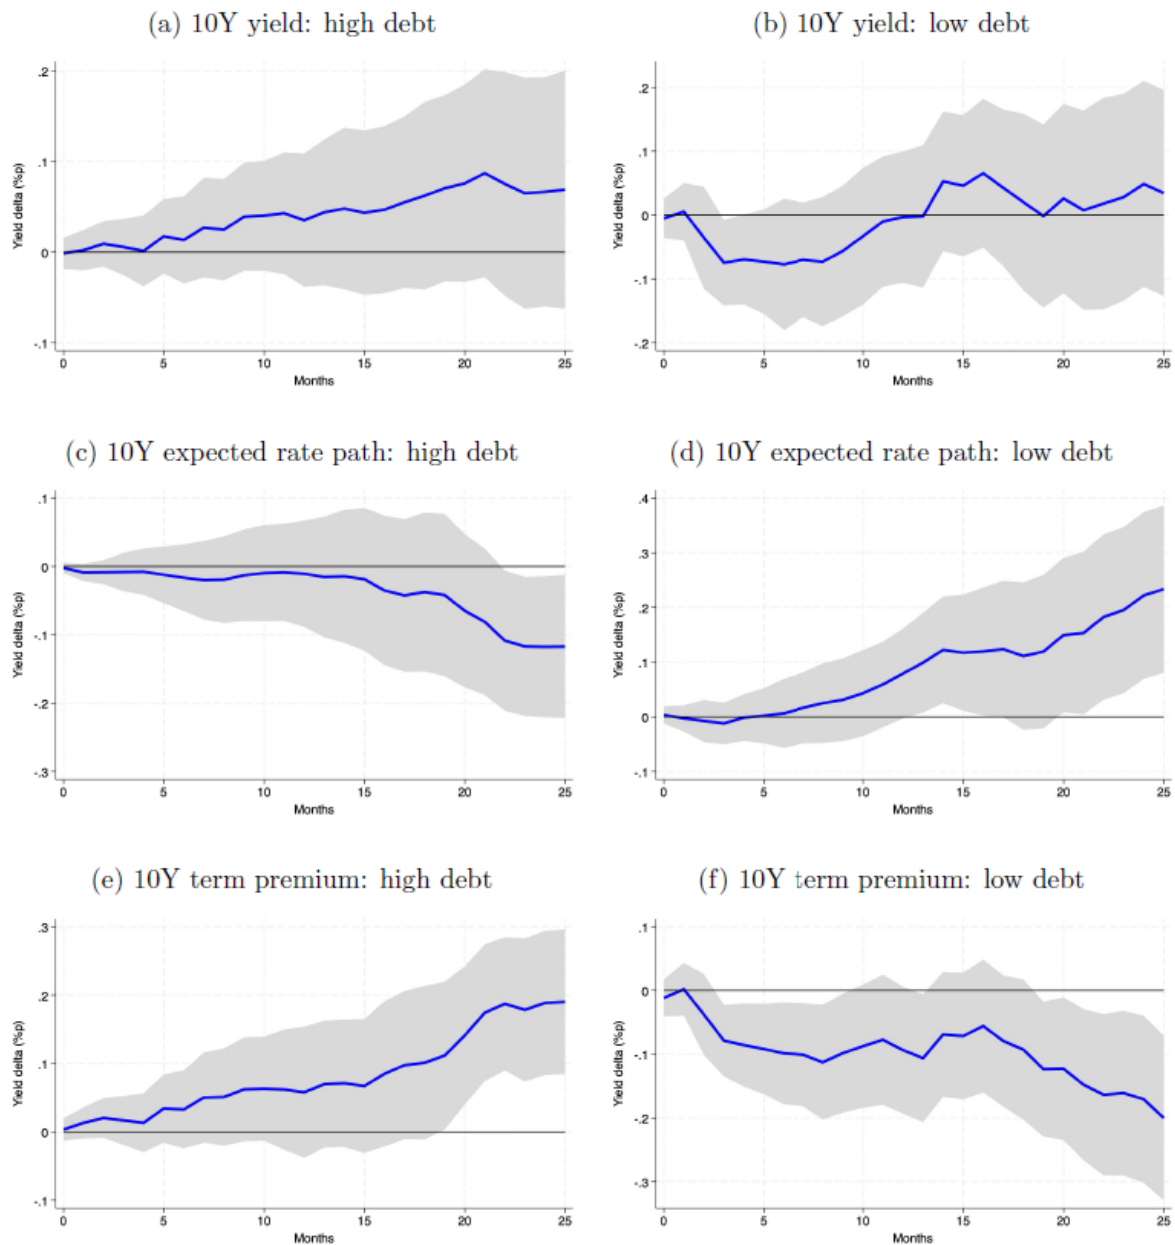 (a) 10Y yield: high debt
.2
.1
0
-.1
Yield delta (%p)
0 5 10 15 20 25
Months
(b) 10Y yield: low debt
.2
.1
0
-.1
-.2
Yield delta (%p)
0 5 10 15 20 25
Months
(c) 10Y expected rate path: high debt
.1
0
-.1
-.2
-.3
Yield delta (%p)
0 5 10 15 20 25
Months
(d) 10Y expected rate path: low debt
.4
.3
.2
.1
0
-.1
Yield delta (%p)
0 5 10 15 20 25
Months
(e) 10Y term premium: high debt
.3
.2
.1
0
-.1
Yield delta (%p)
0 5 10 15 20 25
Months
(f) 10Y term premium: low debt
.1
0
-.1
-.2
-.3
Yield delta (%p)
0 5 10 15 20 25
Months